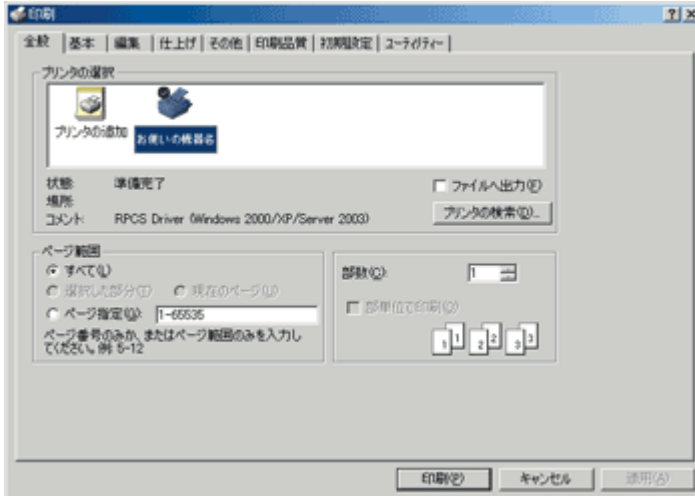 印刷
全般 基本 編集 仕上げ その他 印刷品質 初期設定 ユーティリティー
プリンタの選択
プリンタの追加
お使いの機器名
状態: 準備完了
場所:
コメント: RPCS Driver (Windows 2000/XP/Server 2003)
ファイルへ出力(F)
プリンタの検索(D)...
ページ範囲
すべて(L)
選択した部分(T) 現在のページ(U)
ページ指定(G): 1-65535
ページ番号のみか、またはページ範囲のみを入力し
てください。例: 5-12
部数(C): 1
部単位で印刷(O)
1 1 2 2 3 3
印刷(P) キャンセル 適用(A)